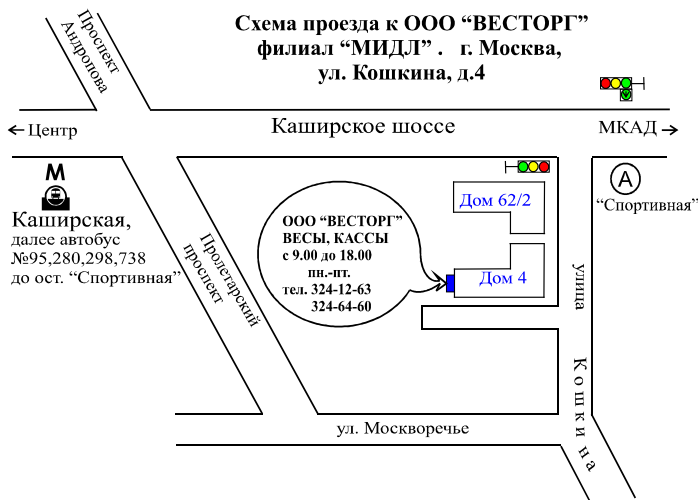 Схема проезда к ООО “ВЕСТОРГ”
филиал “МИДЛ” .   г. Москва,
ул. Кошкина, д.4
Проспект
Андропова
Центр
Каширское шоссе
МКАД
М
Каширская,
далее автобус
№95,280,298,738
до ост. “Спортивная”
Пролетарский
проспект
ООО “ВЕСТОРГ”
ВЕСЫ, КАССЫ
с 9.00 до 18.00
пн.-пт.
тел. 324-12-63
324-64-60
Дом 62/2
Дом 4
А
“Спортивная”
улица Кошкина
ул. Москворечье